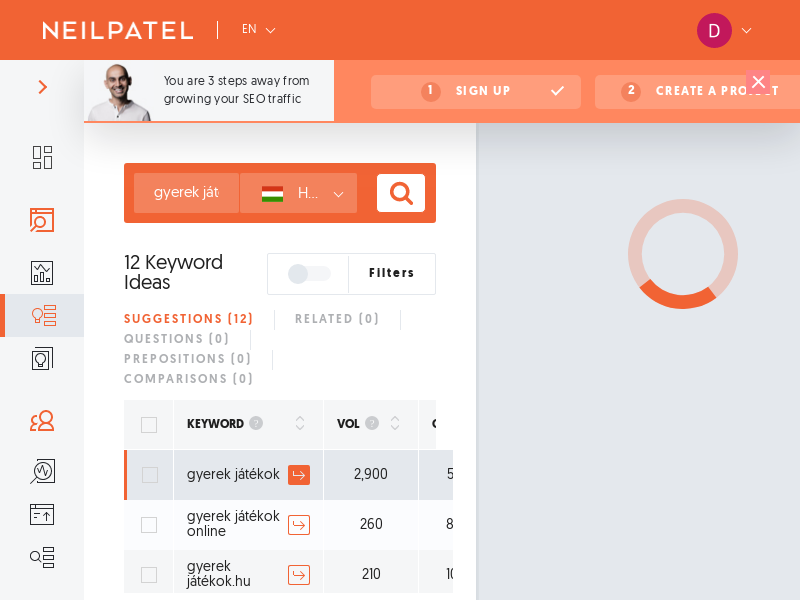 NEILPATEL
EN
D
You are 3 steps away from
growing your SEO traffic
1 SIGN UP
2 CREATE A PROJECT
gyerek ját
H...
12 Keyword
Ideas
Filters
SUGGESTIONS (12)
RELATED (0)
QUESTIONS (0)
PREPOSITIONS (0)
COMPARISONS (0)
KEYWORD ?
VOL ?
gyerek játékok
2,900
5
gyerek játékok
online
260
8
gyerek
játékok.hu
210
10